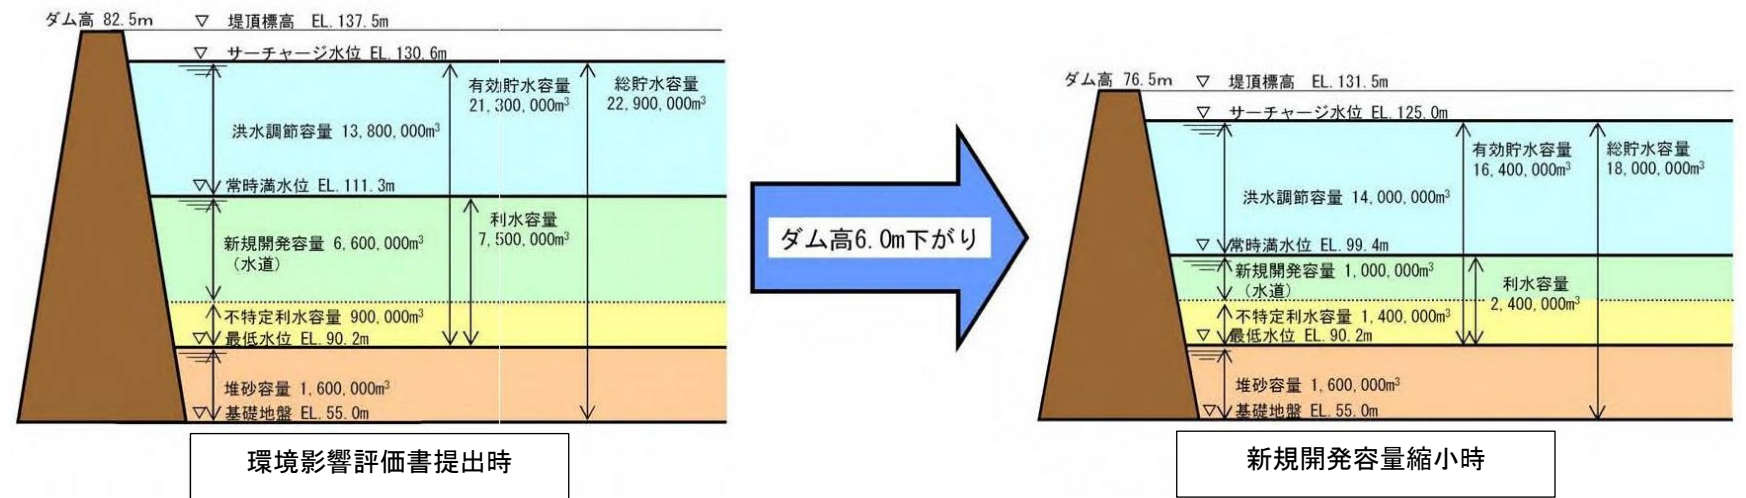 ダム高 82.5m ▽ 堤頂標高 EL.137.5m
▽ サーチャージ水位 EL.130.6m
有効貯水容量
21,300,000m³
総貯水容量
22,900,000m³
洪水調節容量 13,800,000m³
▽ 常時満水位 EL.111.3m
利水容量
7,500,000m³
新規開発容量 6,600,000m³
(水道)
不特定利水容量 900,000m³
▽ 最低水位 EL.90.2m
堆砂容量 1,600,000m³
▽ 基礎地盤 EL.55.0m
環境影響評価書提出時
ダム高6.0m下がり
ダム高 76.5m ▽ 堤頂標高 EL.131.5m
▽ サーチャージ水位 EL.125.0m
有効貯水容量
16,400,000m³
総貯水容量
18,000,000m³
洪水調節容量 14,000,000m³
▽ 常時満水位 EL.99.4m
新規開発容量 1,000,000m³
(水道)
利水容量
2,400,000m³
不特定利水容量 1,400,000m³
▽ 最低水位 EL.90.2m
堆砂容量 1,600,000m³
▽ 基礎地盤 EL.55.0m
新規開発容量縮小時